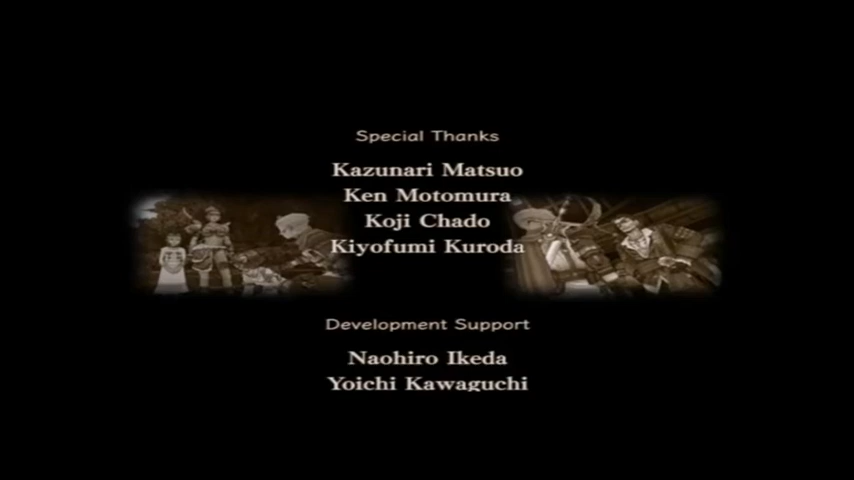 Special Thanks
Kazunari Matsuo
Ken Motomura
Koji Chado
Kiyofumi Kuroda
Development Support
Naohiro Ikeda
Yoichi Kawaguchi